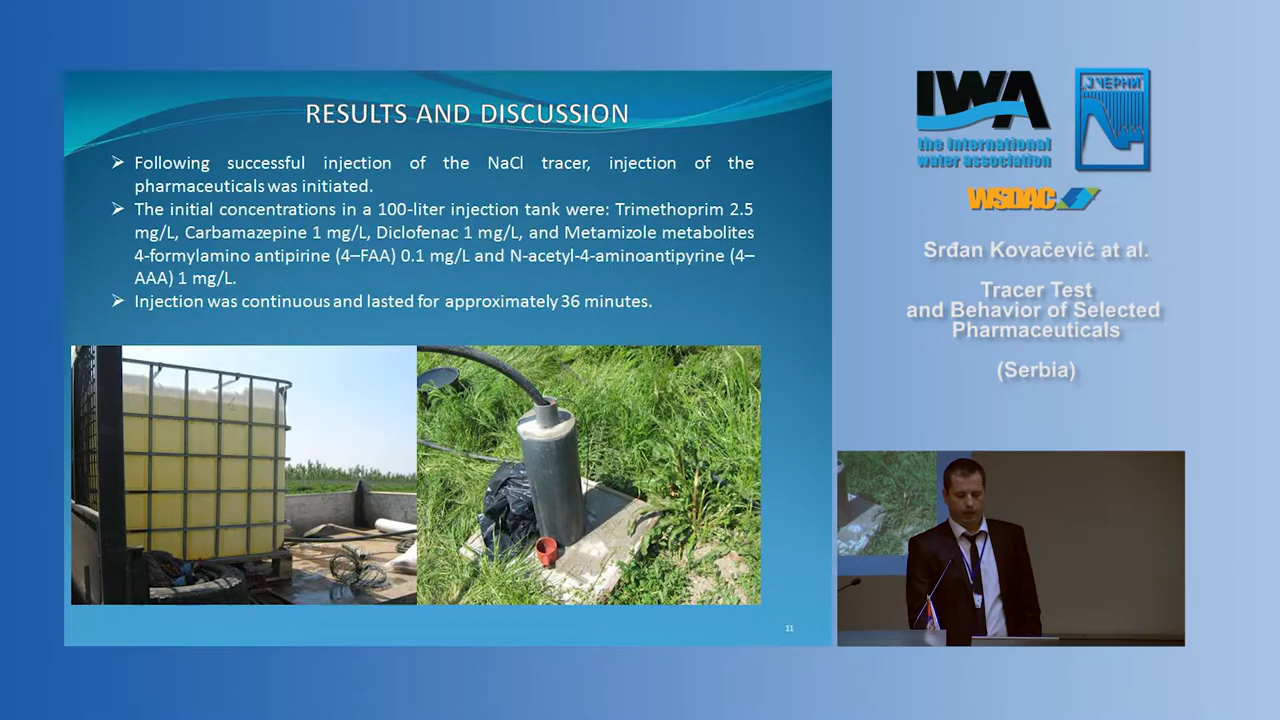 RESULTS AND DISCUSSION
➢ Following successful injection of the NaCl tracer, injection of the
pharmaceuticals was initiated.
➢ The initial concentrations in a 100-liter injection tank were: Trimethoprim 2.5
mg/L, Carbamazepine 1 mg/L, Diclofenac 1 mg/L, and Metamizole metabolites
4-formylamino antipirine (4–FAA) 0.1 mg/L and N-acetyl-4-aminoantipyrine (4–
AAA) 1 mg/L.
➢ Injection was continuous and lasted for approximately 36 minutes.
11
IWA
the international
water association
J.ЧЕРНИ
WSDAC
Srđan Kovačević at al.
Tracer Test
and Behavior of Selected
Pharmaceuticals
(Serbia)